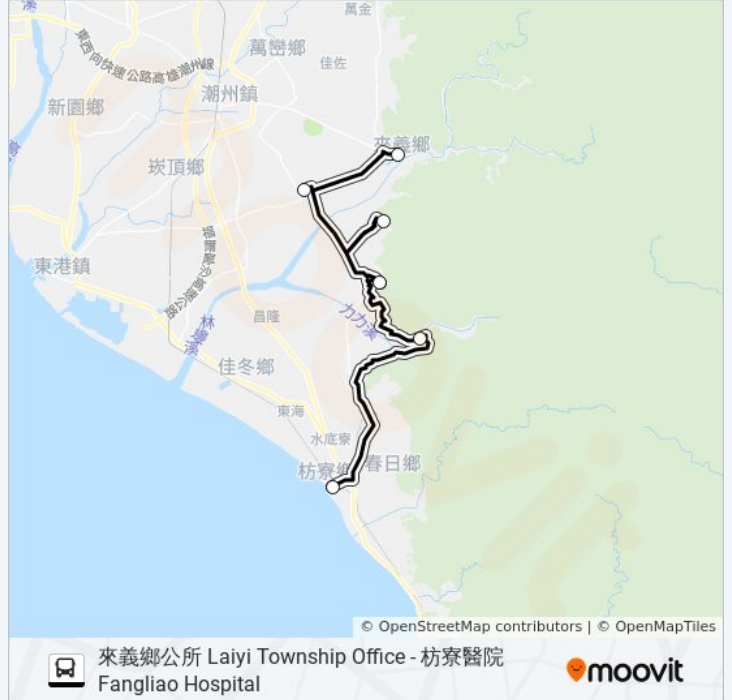 萬金
萬巒鄉
佳佐
東西向快速公路高雄潮州線
潮州鎮
新園鄉
來義鄉
崁頂鄉
東港鎮
昌隆
力力溪
林邊溪
佳冬鄉
東海
水底寮
枋寮鄉
春日鄉
© OpenStreetMap contributors | © OpenMapTiles
來義鄉公所 Laiyi Township Office - 枋寮醫院
Fangliao Hospital
moovit